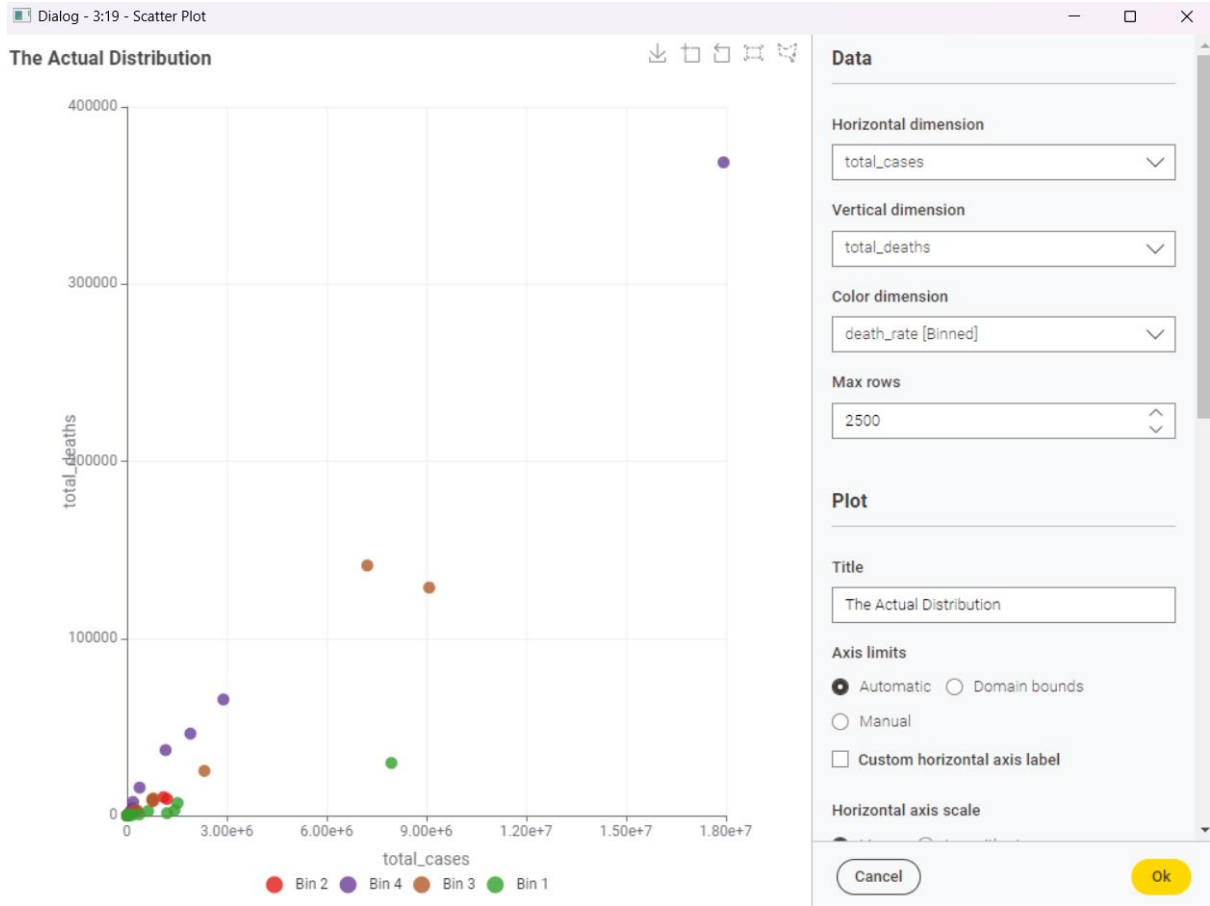 Dialog - 3:19 - Scatter Plot
The Actual Distribution
400000
300000
200000
100000
0
total_deaths
0
3.00e+6
6.00e+6
9.00e+6
1.20e+7
1.50e+7
1.80e+7
total_cases
Bin 2
Bin 4
Bin 3
Bin 1
Data
Horizontal dimension
total_cases
Vertical dimension
total_deaths
Color dimension
death_rate [Binned]
Max rows
2500
Plot
Title
The Actual Distribution
Axis limits
Automatic
Domain bounds
Manual
Custom horizontal axis label
Horizontal axis scale
Cancel
Ok